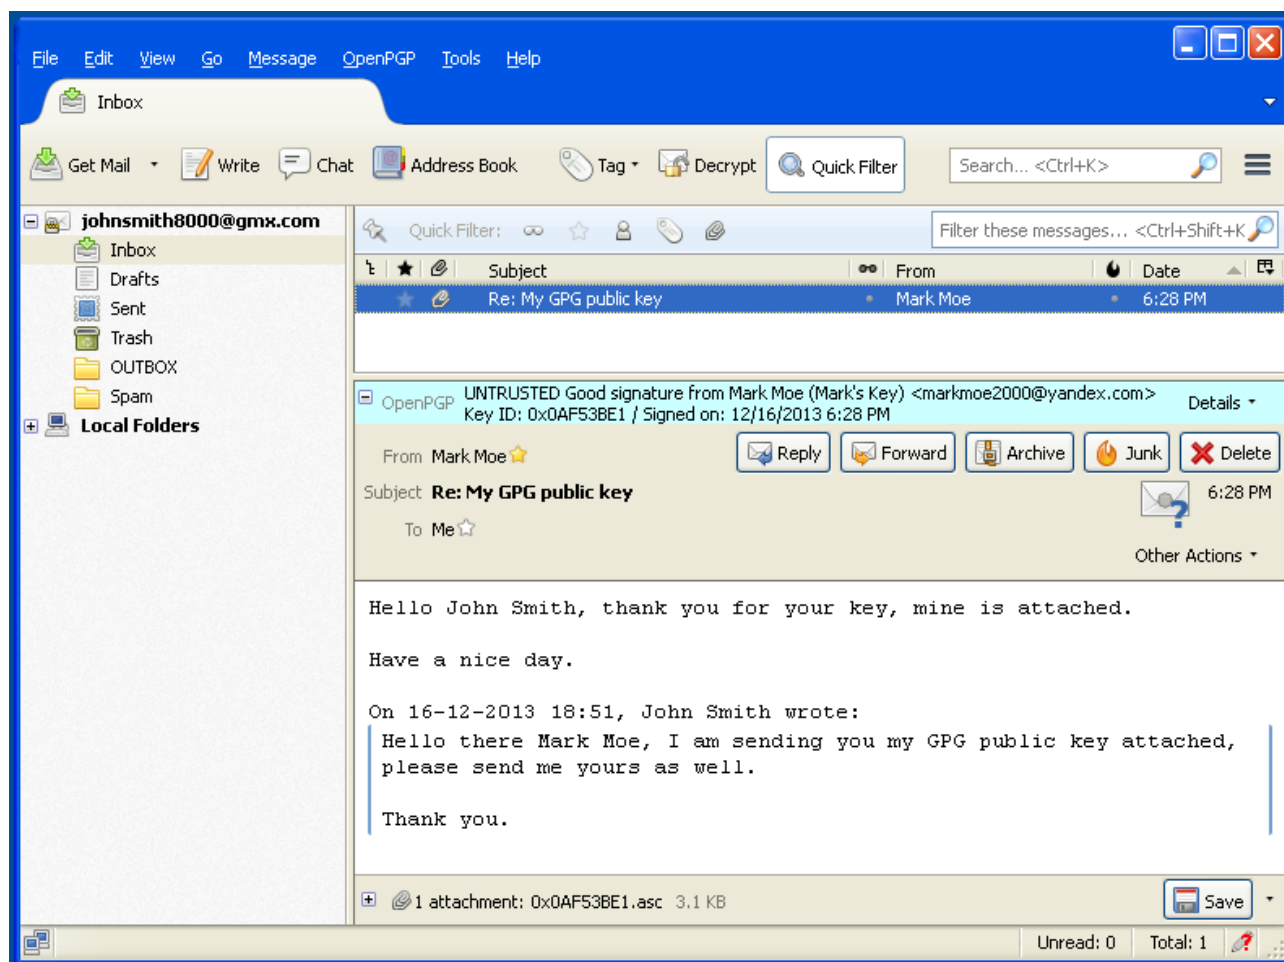 File Edit View Go Message OpenPGP Tools Help
Inbox
Get Mail Write Chat Address Book Tag Decrypt Quick Filter Search... <Ctrl+K>
johnsmith8000@gmx.com
Inbox
Drafts
Sent
Trash
OUTBOX
Spam
Local Folders
Quick Filter: Filter these messages... <Ctrl+Shift+K
Subject From Date
Re: My GPG public key Mark Moe 6:28 PM
OpenPGP UNTRUSTED Good signature from Mark Moe (Mark's Key) <markmoe2000@yandex.com> Details
Key ID: 0x0AF53BE1 / Signed on: 12/16/2013 6:28 PM
From Mark Moe Reply Forward Archive Junk Delete
Subject Re: My GPG public key 6:28 PM
To Me
Other Actions
Hello John Smith, thank you for your key, mine is attached.
Have a nice day.
On 16-12-2013 18:51, John Smith wrote:
Hello there Mark Moe, I am sending you my GPG public key attached,
please send me yours as well.
Thank you.
1 attachment: 0x0AF53BE1.asc 3.1 KB Save
Unread: 0 Total: 1